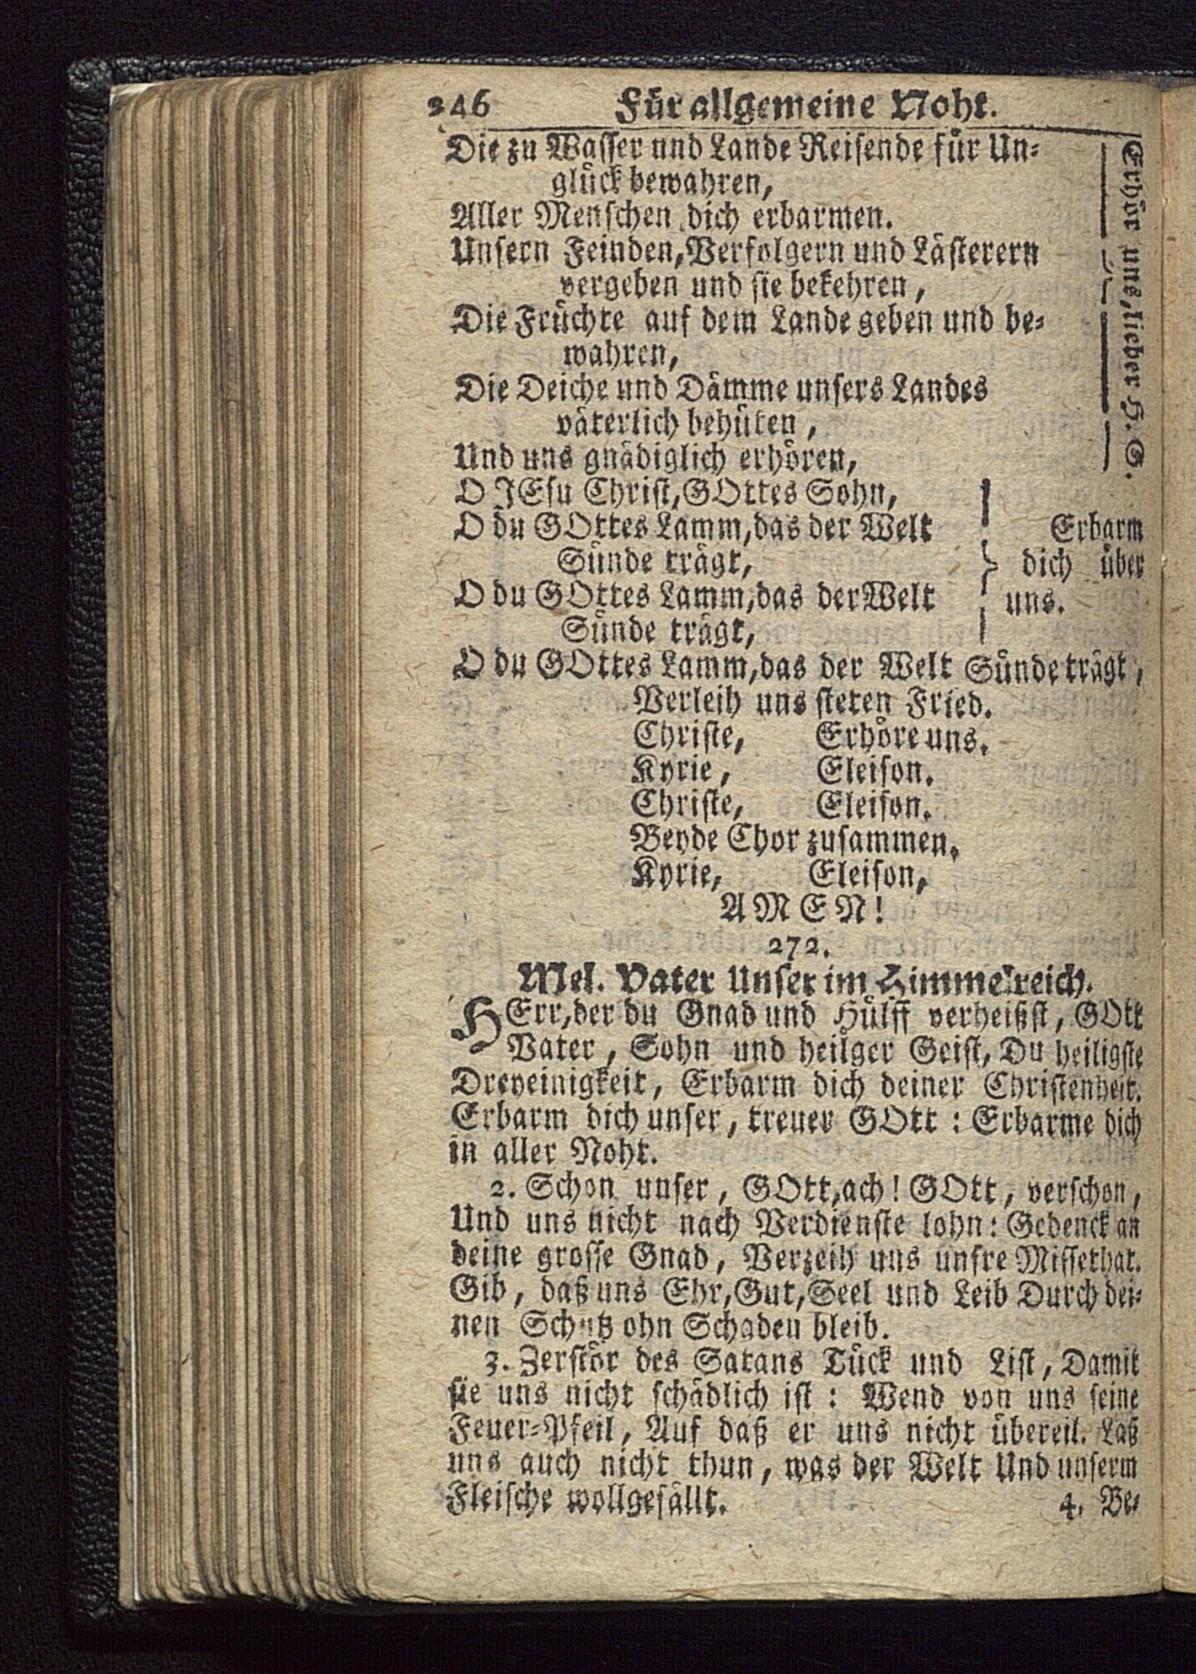 246 Für allgemeine Noht.
Die zu Wasser und Lande Reisende für Un-
glück bewahren,
Aller Menschen dich erbarmen.
Unsern Feinden, Verfolgern und Lästerern
vergeben und sie bekehren,
Die Früchte auf dem Lande geben und be-
wahren,
Die Deiche und Dämme unsers Landes
väterlich behüten,
Und uns gnädiglich erhören,
Erhör uns, lieber H. G.
O JEsu Christ, GOttes Sohn,
O du GOttes Lamm, das der Welt
Sünde trägt,
O du GOttes Lamm, das der Welt
Sünde trägt,
Erbarm
dich über
uns.
O du GOttes Lamm, das der Welt Sünde trägt,
Verleih uns steten Fried.
Christe, Erhöre uns.
Kyrie, Eleison.
Christe, Eleison.
Beyde Chor zusammen.
Kyrie, Eleison,
AMEN!
272.
Mel. Vater Unser im Himmelreich.
HErr, der du Gnad und Hülff verheißst, GOtt
Vater, Sohn und heilger Geist, Du heiligste
Dreyeinigkeit, Erbarm dich deiner Christenheit.
Erbarm dich unser, treuer GOtt: Erbarme dich
in aller Noht.
2. Schon unser, GOtt, ach! GOtt, verschon,
Und uns nicht nach Verdienste lohn: Gedenck an
deine grosse Gnad, Verzeih uns unsre Missethat.
Gib, daß uns Ehr, Gut, Seel und Leib Durch dei-
nen Schutz ohn Schaden bleib.
3. Zerstör des Satans Tück und List, Damit
sie uns nicht schädlich ist: Wend von uns seine
Feuer-Pfeil, Auf daß er uns nicht übereil. Laß
uns auch nicht thun, was der Welt Und unserm
Fleische wollgefällt. 4. Be-